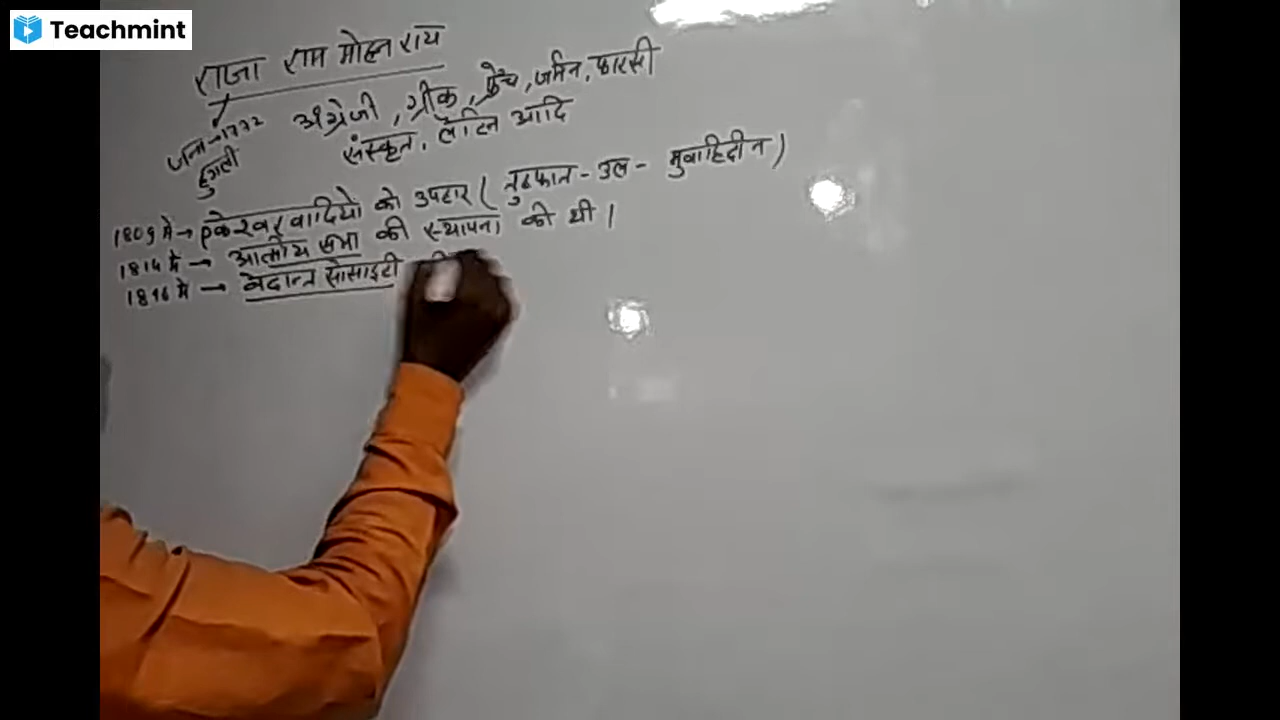 Teachmint
राजा राम मोहन राय
जन्म→1772
हुगली
अंग्रेजी, ग्रीक, फ्रेंच, जर्मन, फारसी
संस्कृत, लैटिन आदि
1809 में → एकेश्वरवादियो को उपहार (तुहफात-उल-मुवाहिदीन)
1814 में → आत्मीय सभा की स्थापना की थी।
1816 में → वेदान्त सोसाइटी